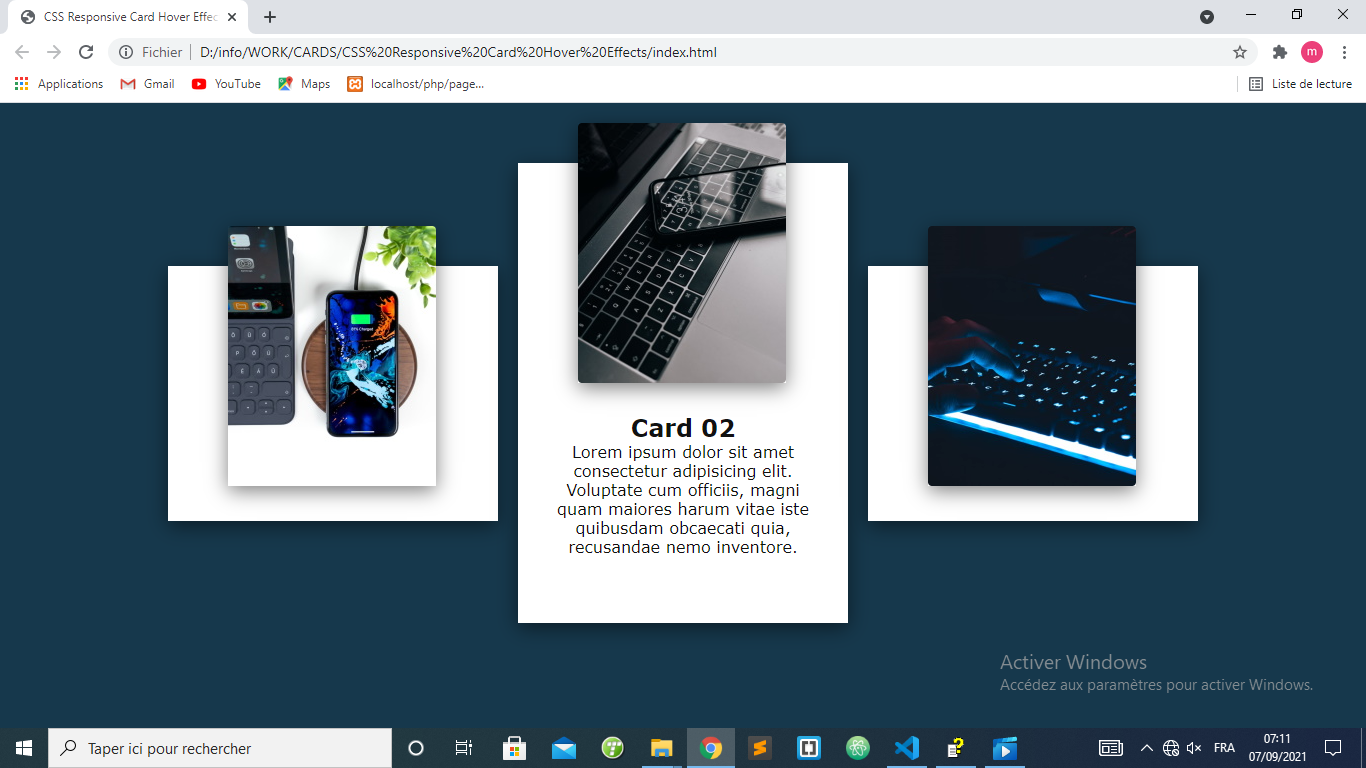 CSS Responsive Card Hover Effec
Fichier D:/info/WORK/CARDS/CSS%20Responsive%20Card%20Hover%20Effects/index.html
m
Applications Gmail YouTube Maps localhost/php/page... Liste de lecture
Card 02
Lorem ipsum dolor sit amet
consectetur adipisicing elit.
Voluptate cum officiis, magni
quam maiores harum vitae iste
quibusdam obcaecati quia,
recusandae nemo inventore.
Activer Windows
Accédez aux paramètres pour activer Windows.
Taper ici pour rechercher
FRA
07:11
07/09/2021